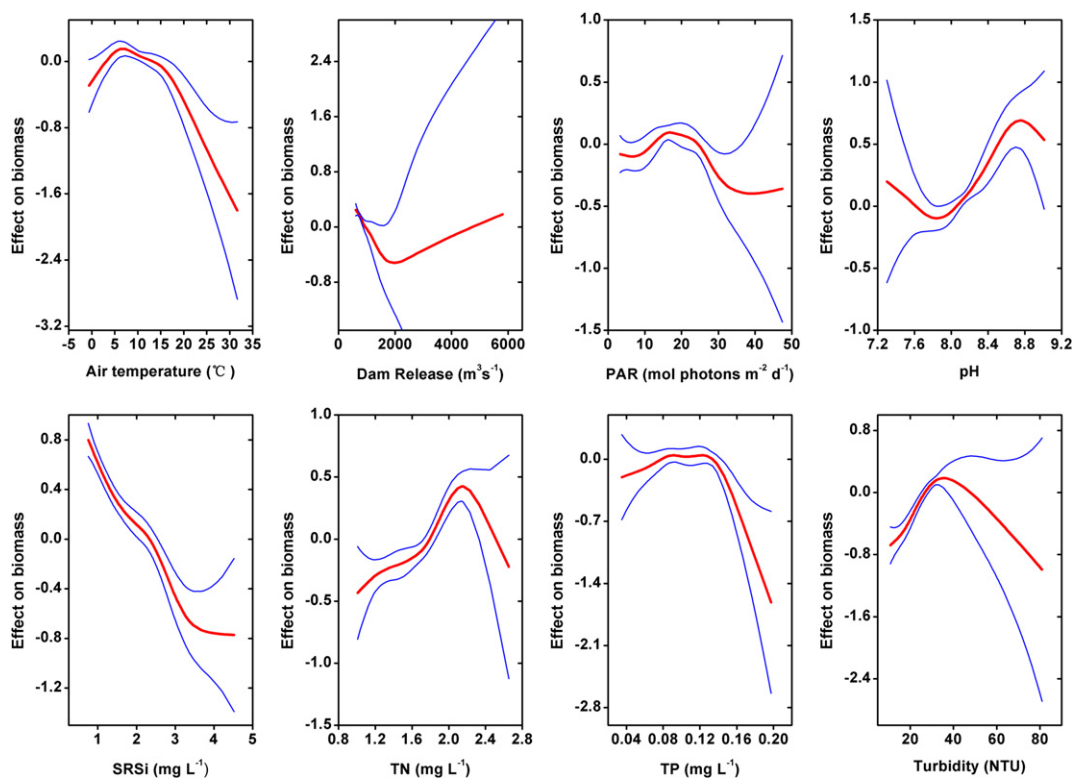 Effect on biomass
0.0
-0.8
-1.6
-2.4
-3.2
-5 0 5 10 15 20 25 30 35
Air temperature (℃)
Effect on biomass
2.4
1.6
0.8
0.0
-0.8
0 2000 4000 6000
Dam Release (m³s⁻¹)
Effect on biomass
1.0
0.5
0.0
-0.5
-1.0
-1.5
0 10 20 30 40 50
PAR (mol photons m⁻² d⁻¹)
Effect on biomass
1.5
1.0
0.5
0.0
-0.5
-1.0
7.2 7.6 8.0 8.4 8.8 9.2
pH
Effect on biomass
0.8
0.4
0.0
-0.4
-0.8
-1.2
1 2 3 4 5
SRSi (mg L⁻¹)
Effect on biomass
1.0
0.5
0.0
-0.5
-1.0
-1.5
0.8 1.2 1.6 2.0 2.4 2.8
TN (mg L⁻¹)
Effect on biomass
0.0
-0.7
-1.4
-2.1
-2.8
0.04 0.08 0.12 0.16 0.20
TP (mg L⁻¹)
Effect on biomass
0.8
0.0
-0.8
-1.6
-2.4
20 40 60 80
Turbidity (NTU)